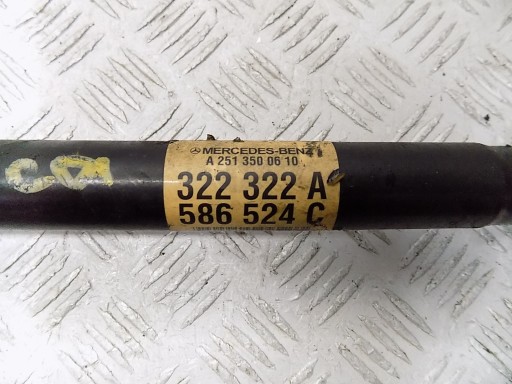 MERCEDES-BENZ
A 251 350 06 10
322 322 A
586 524 C